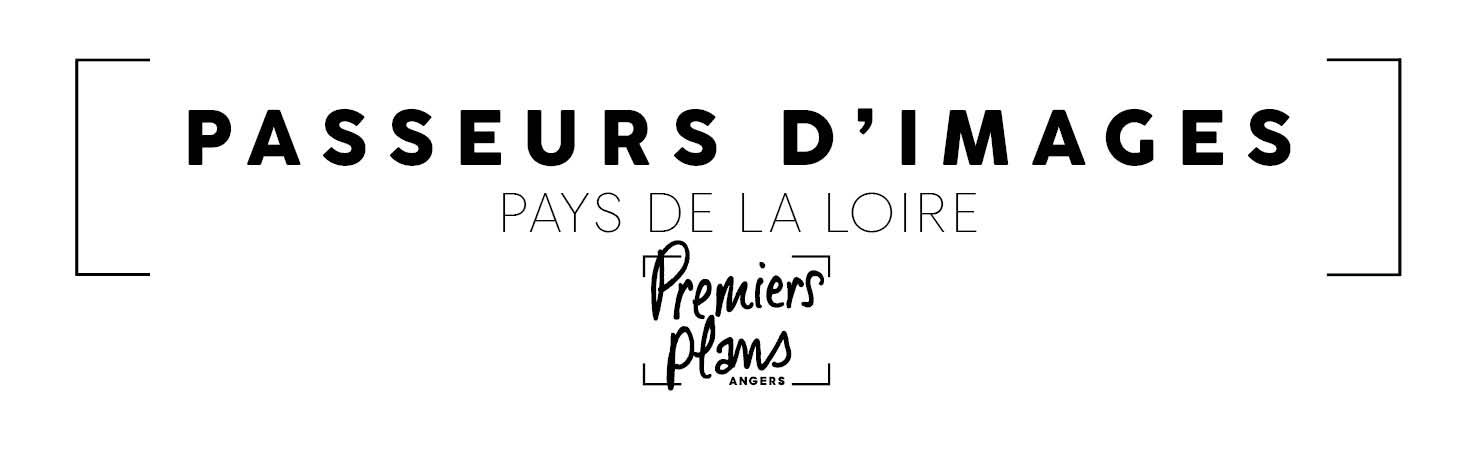 PASSEURS D’IMAGES
PAYS DE LA LOIRE
Premiers
plans
ANGERS